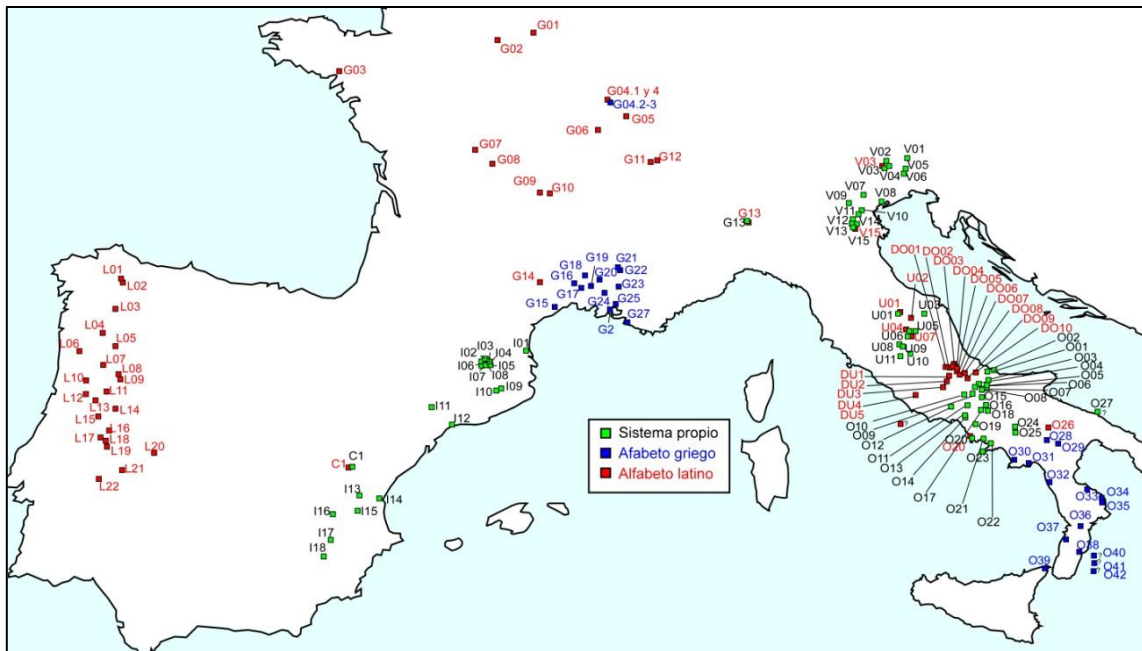 G01
G02
G03
G04.1 y 4
G04.2-3
G05
G06
G07
G08
G11
G12
G09
G10
G13
G13
G14
G15
G16
G17
G18
G19
G20
G21
G22
G23
G24
G25
G2
G27
V01
V02
V03
V03
V04
V05
V06
V07
V08
V09
V10
V11
V12
V13
V14
V15
V15
L01
L02
L03
L04
L05
L06
L07
L08
L09
L10
L11
L12
L13
L14
L15
L16
L17
L18
L19
L20
L21
L22
C1
C1
I01
I02
I03
I04
I05
I06
I07
I08
I09
I10
I11
I12
I13
I14
I15
I16
I17
I18
U01
U01
U02
U03
U04
U05
U06
U07
U08
U09
U10
U11
DO01
DO02
DO03
DO04
DO05
DO06
DO07
DO08
DO09
DO10
DU1
DU2
DU3
DU4
DU5
O02
O01
O03
O04
O05
O06
O07
O08
O10
O09
O12
O11
O13
O14
O15
O16
O17
O18
O19
O20
O20
O21
O22
O23
O24
O25
O26
O27
?
?
O28
O29
O30
O31
O32
O33
O34
O35
O36
O37
O38
O39
O40
?
O41
?
O42
?
Sistema propio
Afabeto griego
Alfabeto latino